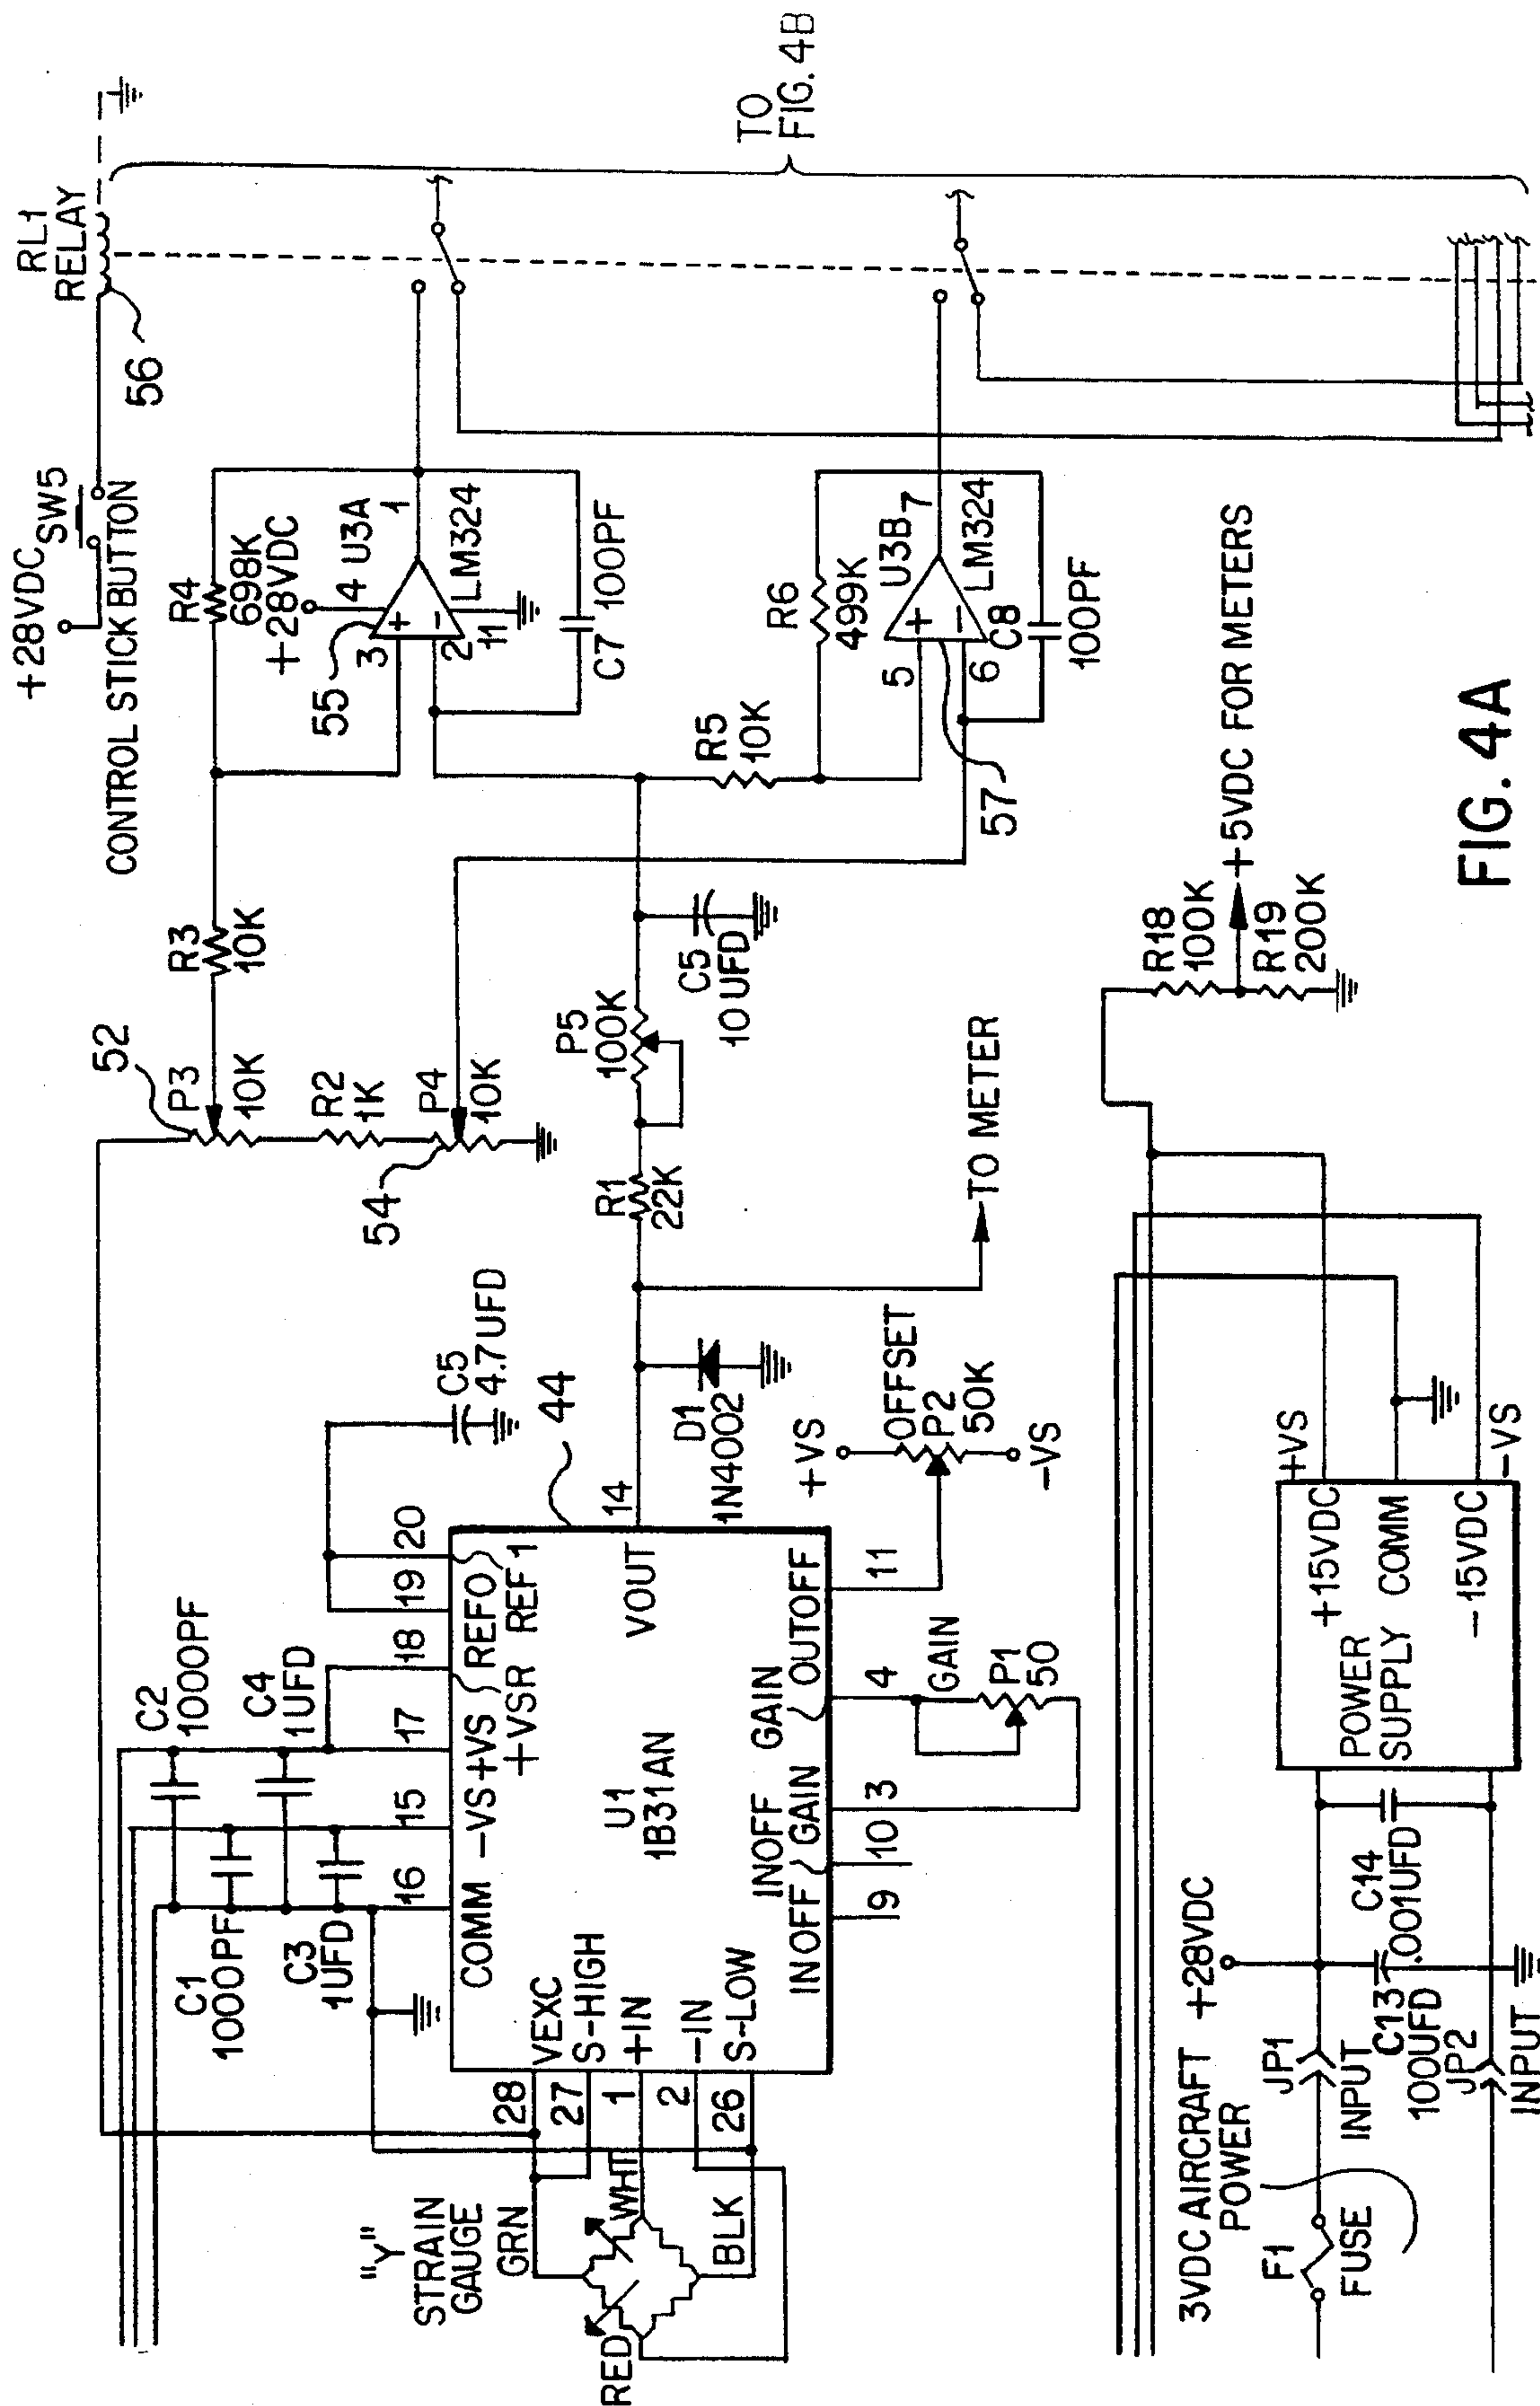 +28VDC
SW5
CONTROL STICK BUTTON
RL1
RELAY
56
TO
FIG. 4B
R4
698K
+28VDC
4
U3A
1
55
3
+
−
2
11
LM324
C7
100PF
R3
10K
52
P3
10K
R2
1K
P4
10K
54
R5
10K
R6
499K
U3B
7
5
+
−
6
LM324
C8
100PF
57
P5
100K
C5
10UFD
R1
22K
TO METER
C5
4.7UFD
44
D1
1N4002
+VS
OFFSET
P2
50K
-VS
C2
1000PF
C4
1UFD
C1
1000PF
C3
1UFD
16
15
17
18
19
20
COMM
-VS
+VS
+VSR
REFO
REF 1
VOUT
14
U1
1B31AN
28
VEXC
27
S-HIGH
1
+IN
2
-IN
26
S-LOW
INOFF
INOFF
GAIN
GAIN
OUTOFF
9
10
3
4
11
GAIN
P1
50
"Y"
STRAIN
GAUGE
GRN
WHT
RED
BLK
R18
100K
+5VDC FOR METERS
R19
200K
+VS
+15VDC
POWER
SUPPLY
COMM
-15VDC
-VS
3VDC AIRCRAFT
POWER
+28VDC
F1
FUSE
JP1
INPUT
C13
100UFD
C14
.001UFD
JP2
INPUT
FIG. 4A